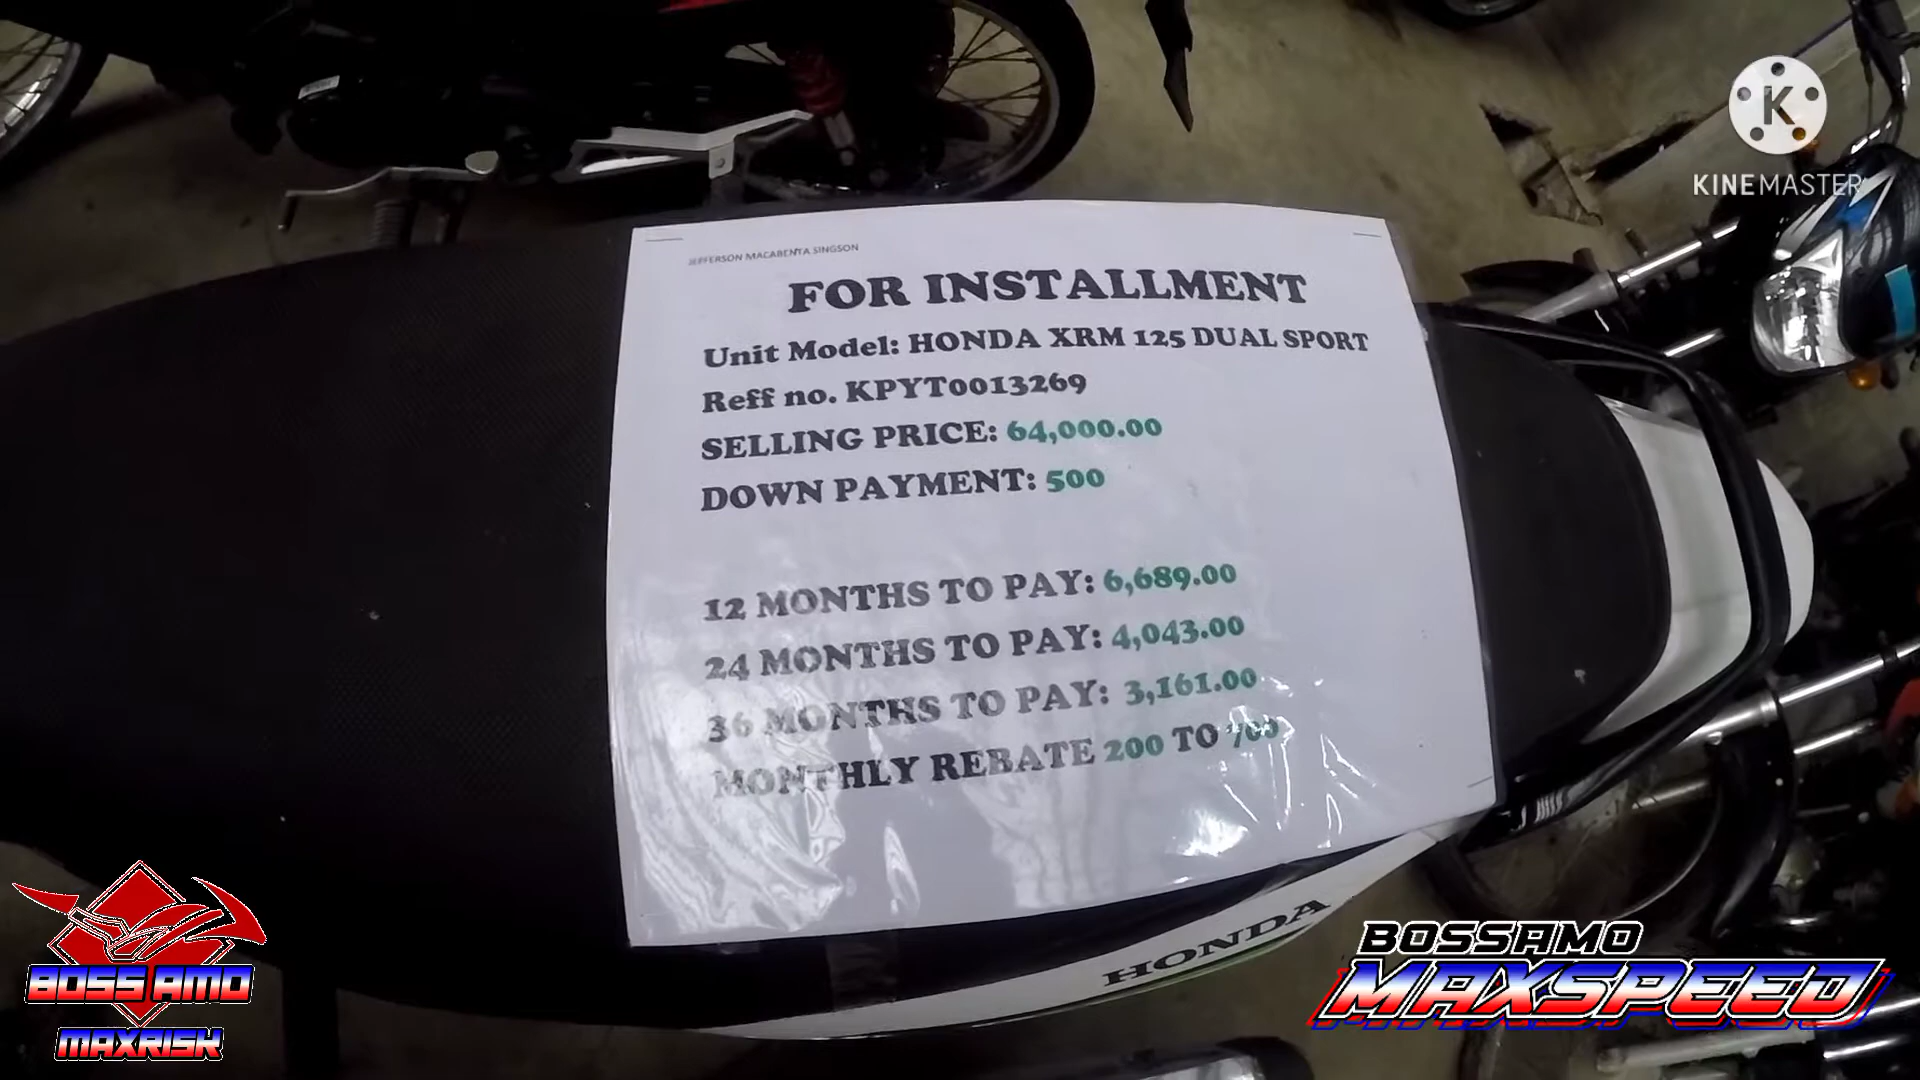 K
KINEMASTER
JEFFERSON MACABENTA SINGSON
FOR INSTALLMENT
Unit Model: HONDA XRM 125 DUAL SPORT
Reff no. KPYT0013269
SELLING PRICE: 64,000.00
DOWN PAYMENT: 500
12 MONTHS TO PAY: 6,689.00
24 MONTHS TO PAY: 4,043.00
36 MONTHS TO PAY: 3,161.00
MONTHLY REBATE 200 TO 700
HONDA
BOSS AMO
MAXRISK
BOSSAMO
MAXSPEED